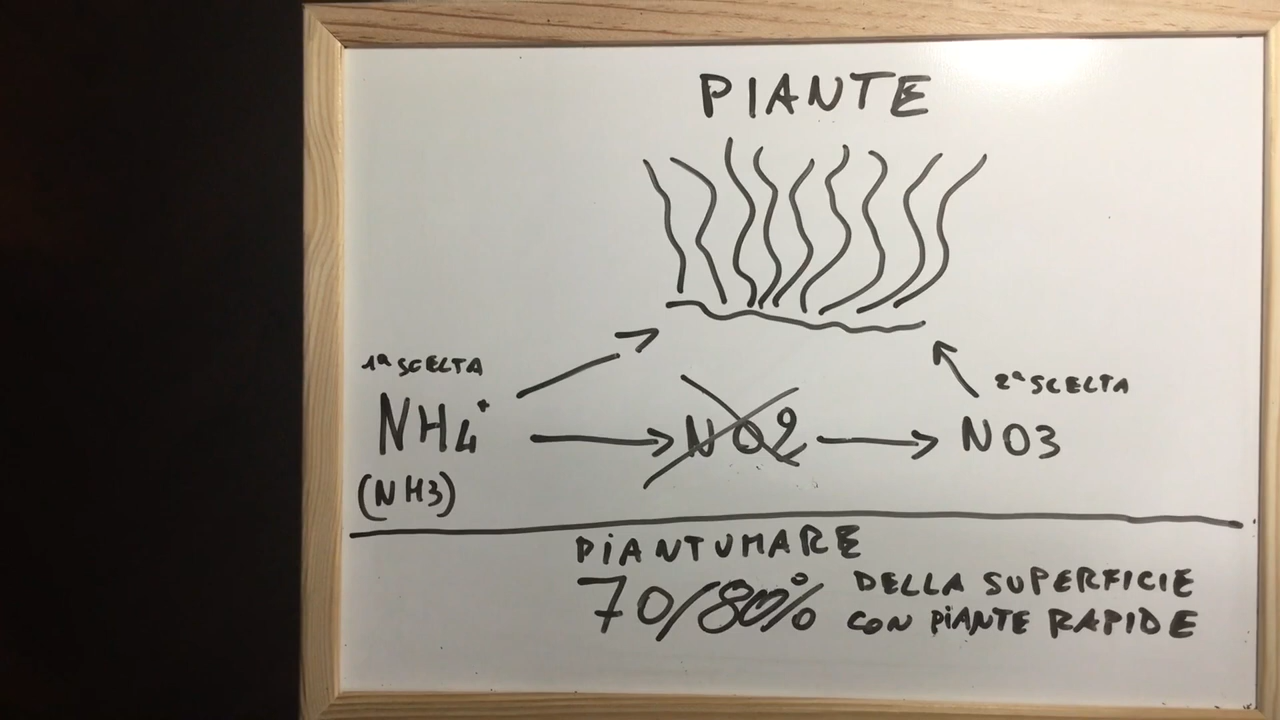 PIANTE
1ª SCELTA
2ª SCELTA
NH4⁺
NO2
NO3
(NH3)
PIANTUMARE
70/80% DELLA SUPERFICIE
CON PIANTE RAPIDE